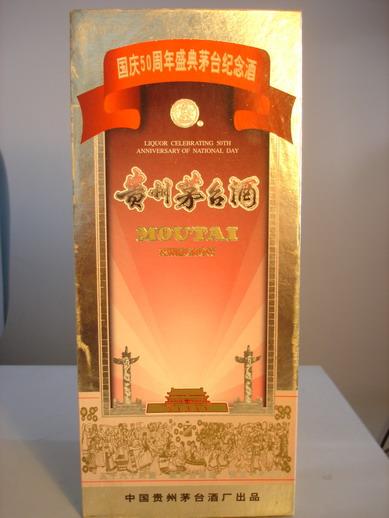 国庆50周年盛典茅台纪念酒
LIQUOR CELEBRATING 50TH
ANNIVERSARY OF NATIONAL DAY
贵州茅台酒
MOUTAI
中国贵州茅台酒厂出品